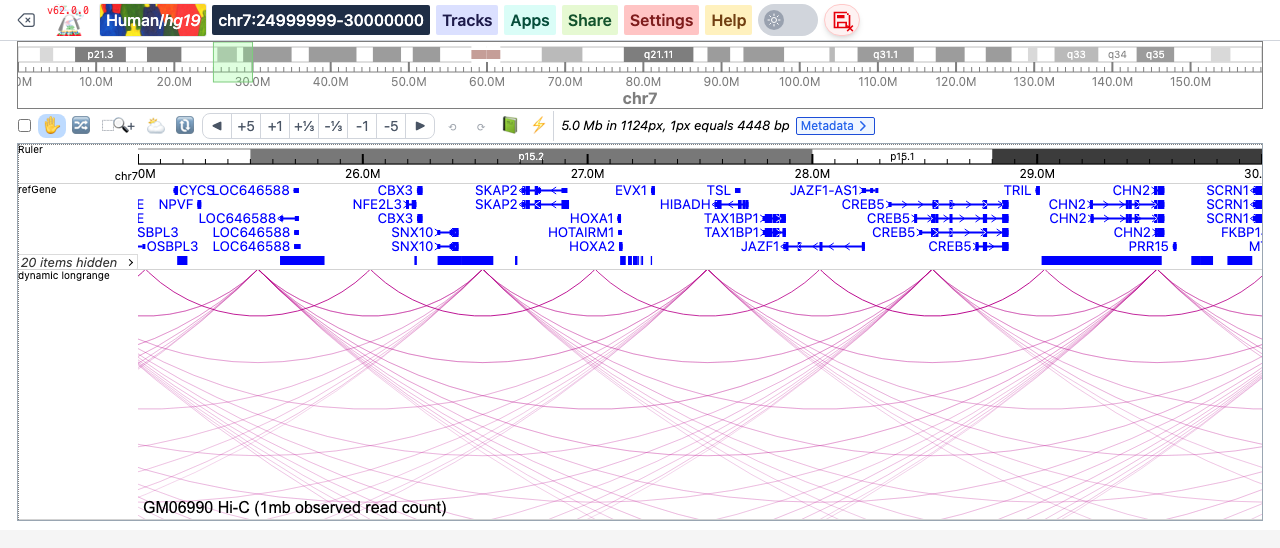 v62.0.0
Human/hg19 chr7:24999999-30000000 Tracks Apps Share Settings Help
p21.3 q21.11 q31.1 q33 q34 q35
0M 10.0M 20.0M 30.0M 40.0M 50.0M 60.0M 70.0M 80.0M 90.0M 100.0M 110.0M 120.0M 130.0M 140.0M 150.0M
chr7
◀ +5 +1 +⅓ -⅓ -1 -5 ▶ 5.0 Mb in 1124px, 1px equals 4448 bp Metadata >
Ruler p15.2 p15.1
chr7 0M 26.0M 27.0M 28.0M 29.0M 30.
refGene CYCS LOC646588 CBX3 SKAP2 EVX1 TSL JAZF1-AS1 TRIL CHN2 SCRN1
E NPVF NFE2L3 SKAP2 HIBADH CREB5 CHN2 SCRN1
E LOC646588 CBX3 HOXA1 TAX1BP1 CREB5 CHN2 SCRN1
SBPL3 LOC646588 SNX10 HOTAIRM1 TAX1BP1 CREB5 CHN2 FKBP1
OSBPL3 LOC646588 SNX10 HOXA2 JAZF1 CREB5 PRR15
20 items hidden >
dynamic longrange
GM06990 Hi-C (1mb observed read count)